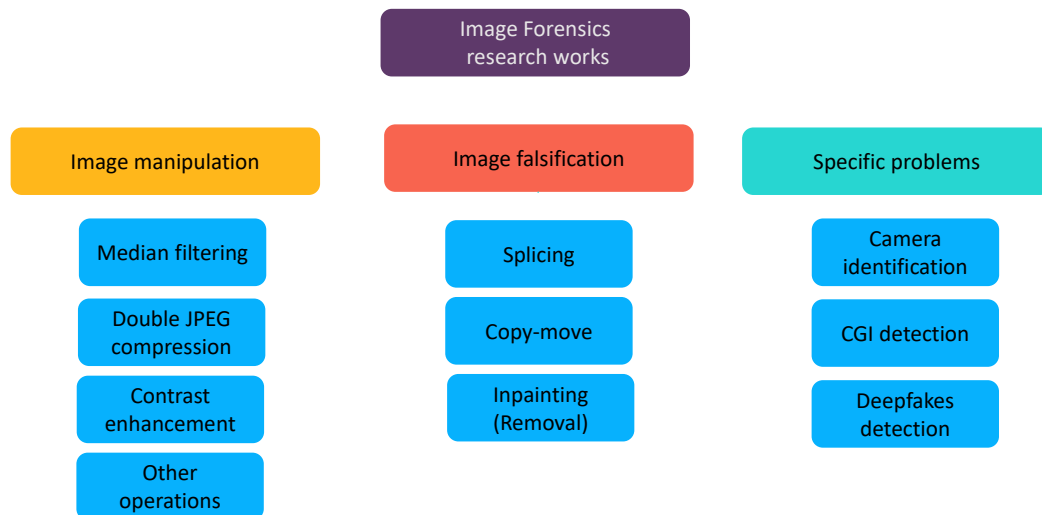 Image Forensics
research works
Image manipulation
Median filtering
Double JPEG
compression
Contrast
enhancement
Other
operations
Image falsification
Splicing
Copy-move
Inpainting
(Removal)
Specific problems
Camera
identification
CGI detection
Deepfakes
detection